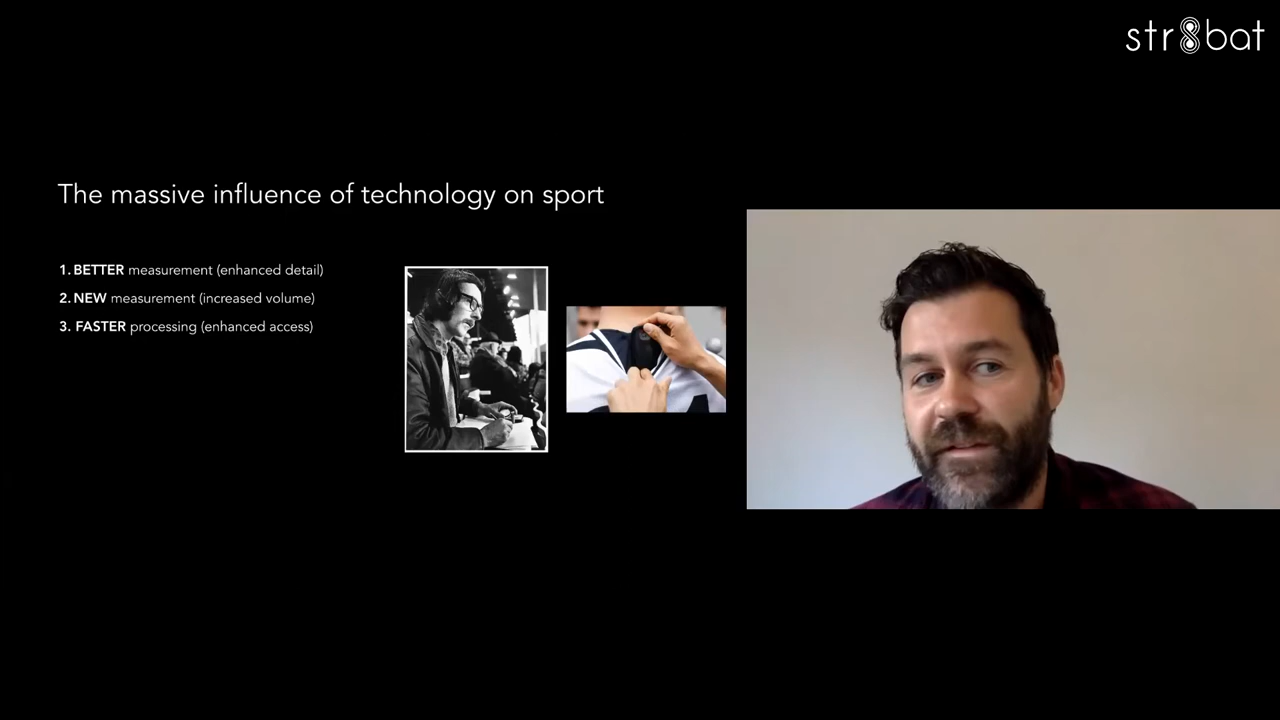 str8bat
The massive influence of technology on sport
1. BETTER measurement (enhanced detail)
2. NEW measurement (increased volume)
3. FASTER processing (enhanced access)